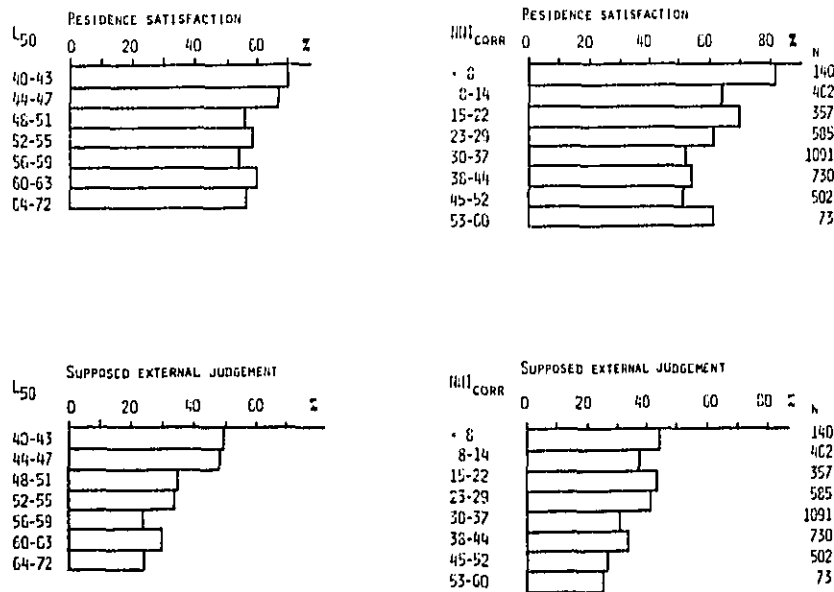 RESIDENCE SATISFACTION
L50 0 20 40 60 %
40-43
44-47
48-51
52-55
56-59
60-63
64-72
RESIDENCE SATISFACTION
NNI CORR 0 20 40 60 80 % N
< 8 140
8-14 402
15-22 357
23-29 585
30-37 1091
38-44 730
45-52 502
53-60 73
SUPPOSED EXTERNAL JUDGEMENT
L50 0 20 40 60 %
40-43
44-47
48-51
52-55
56-59
60-63
64-72
SUPPOSED EXTERNAL JUDGEMENT
NNI CORR 0 20 40 60 80 % N
< 8 140
8-14 402
15-22 357
23-29 585
30-37 1091
38-44 730
45-52 502
53-60 73